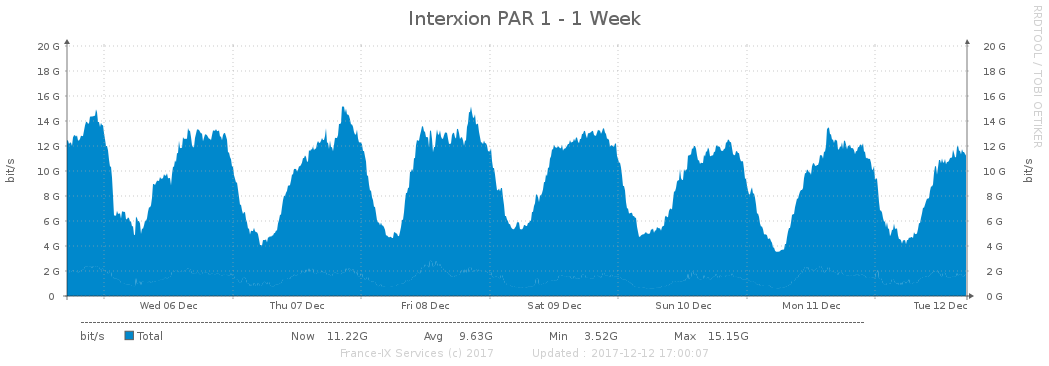 Interxion PAR 1 - 1 Week
RRDTOOL / TOBI OETIKER
20 G 20 G
18 G 18 G
16 G 16 G
14 G 14 G
12 G 12 G
10 G 10 G
8 G 8 G
6 G 6 G
4 G 4 G
2 G 2 G
0 0 G
bit/s
bit/s
Wed 06 Dec Thu 07 Dec Fri 08 Dec Sat 09 Dec Sun 10 Dec Mon 11 Dec Tue 12 Dec
bit/s Total Now 11.22G Avg 9.63G Min 3.52G Max 15.15G
France-IX Services (c) 2017 Updated : 2017-12-12 17:00:07